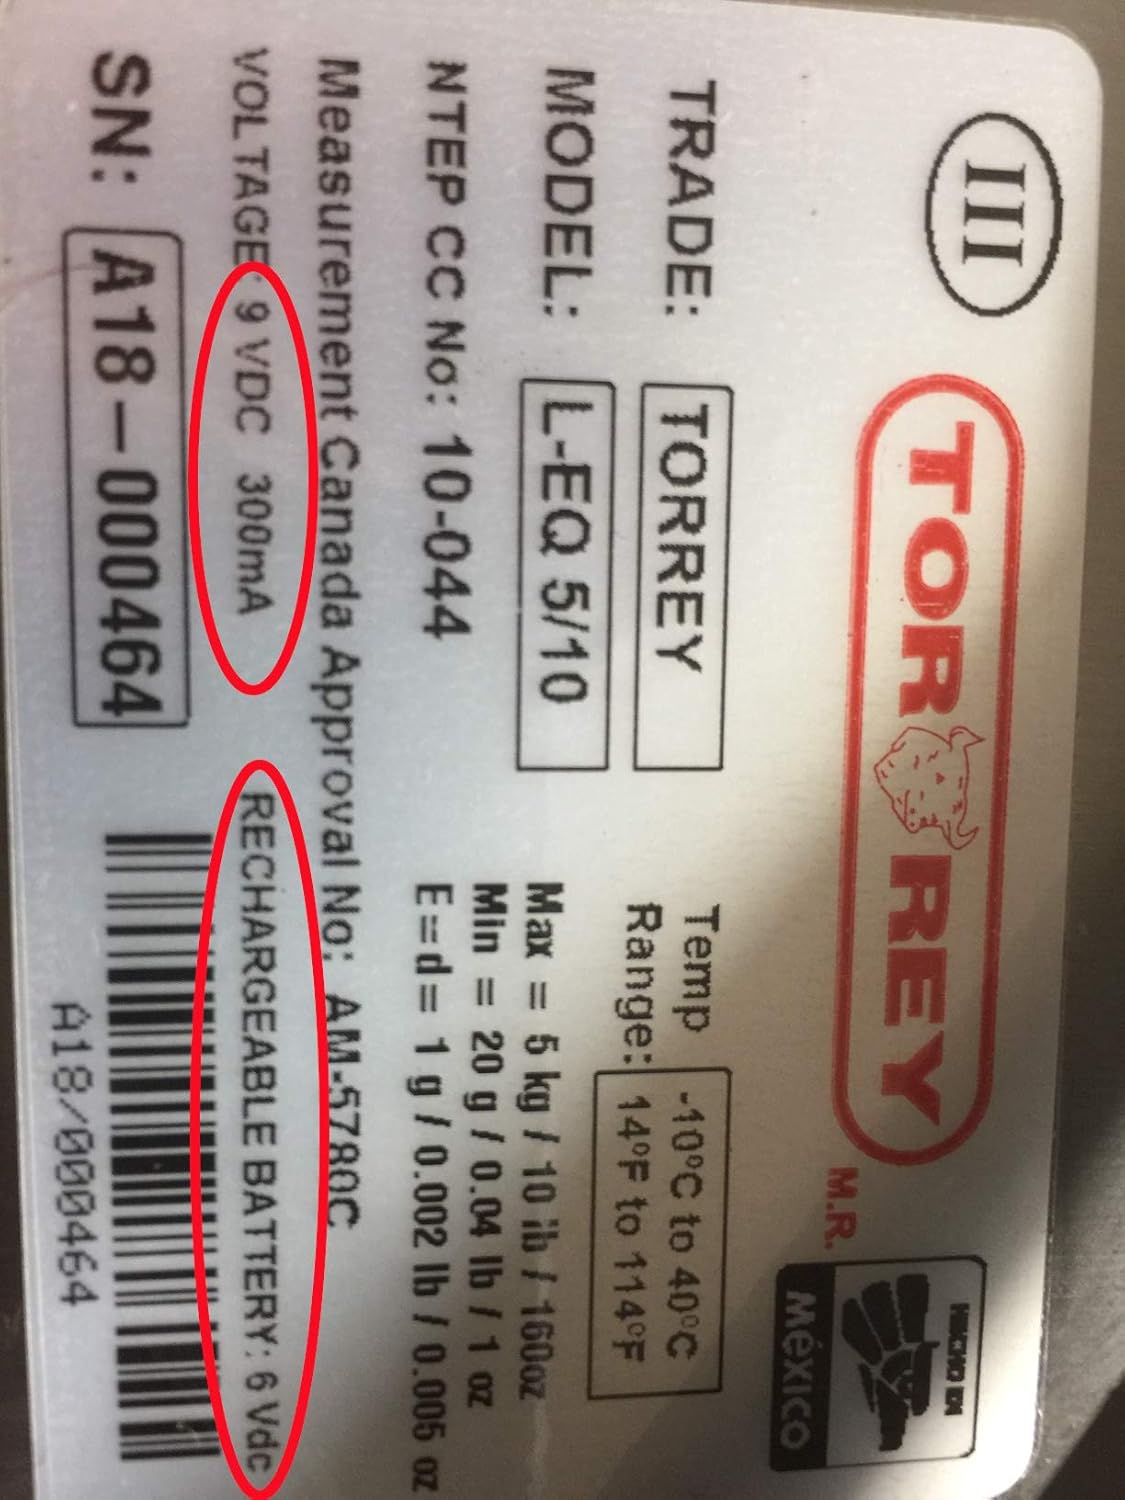 III
TOR REY
M.R.
HECHO EN
MÉXICO
TRADE: TORREY
MODEL: L-EQ 5/10
Temp Range: -10°C to 40°C
14°F to 114°F
Max = 5 kg / 10 lb / 160oz
Min = 20 g / 0.04 lb / 1 oz
E=d= 1 g / 0.002 lb / 0.005 oz
NTEP CC No: 10-044
Measurement Canada Approval No: AM-5780C
VOLTAGE: 9 VDC 300mA RECHARGEABLE BATTERY: 6 Vdc
SN: A18-000464
A18/000464